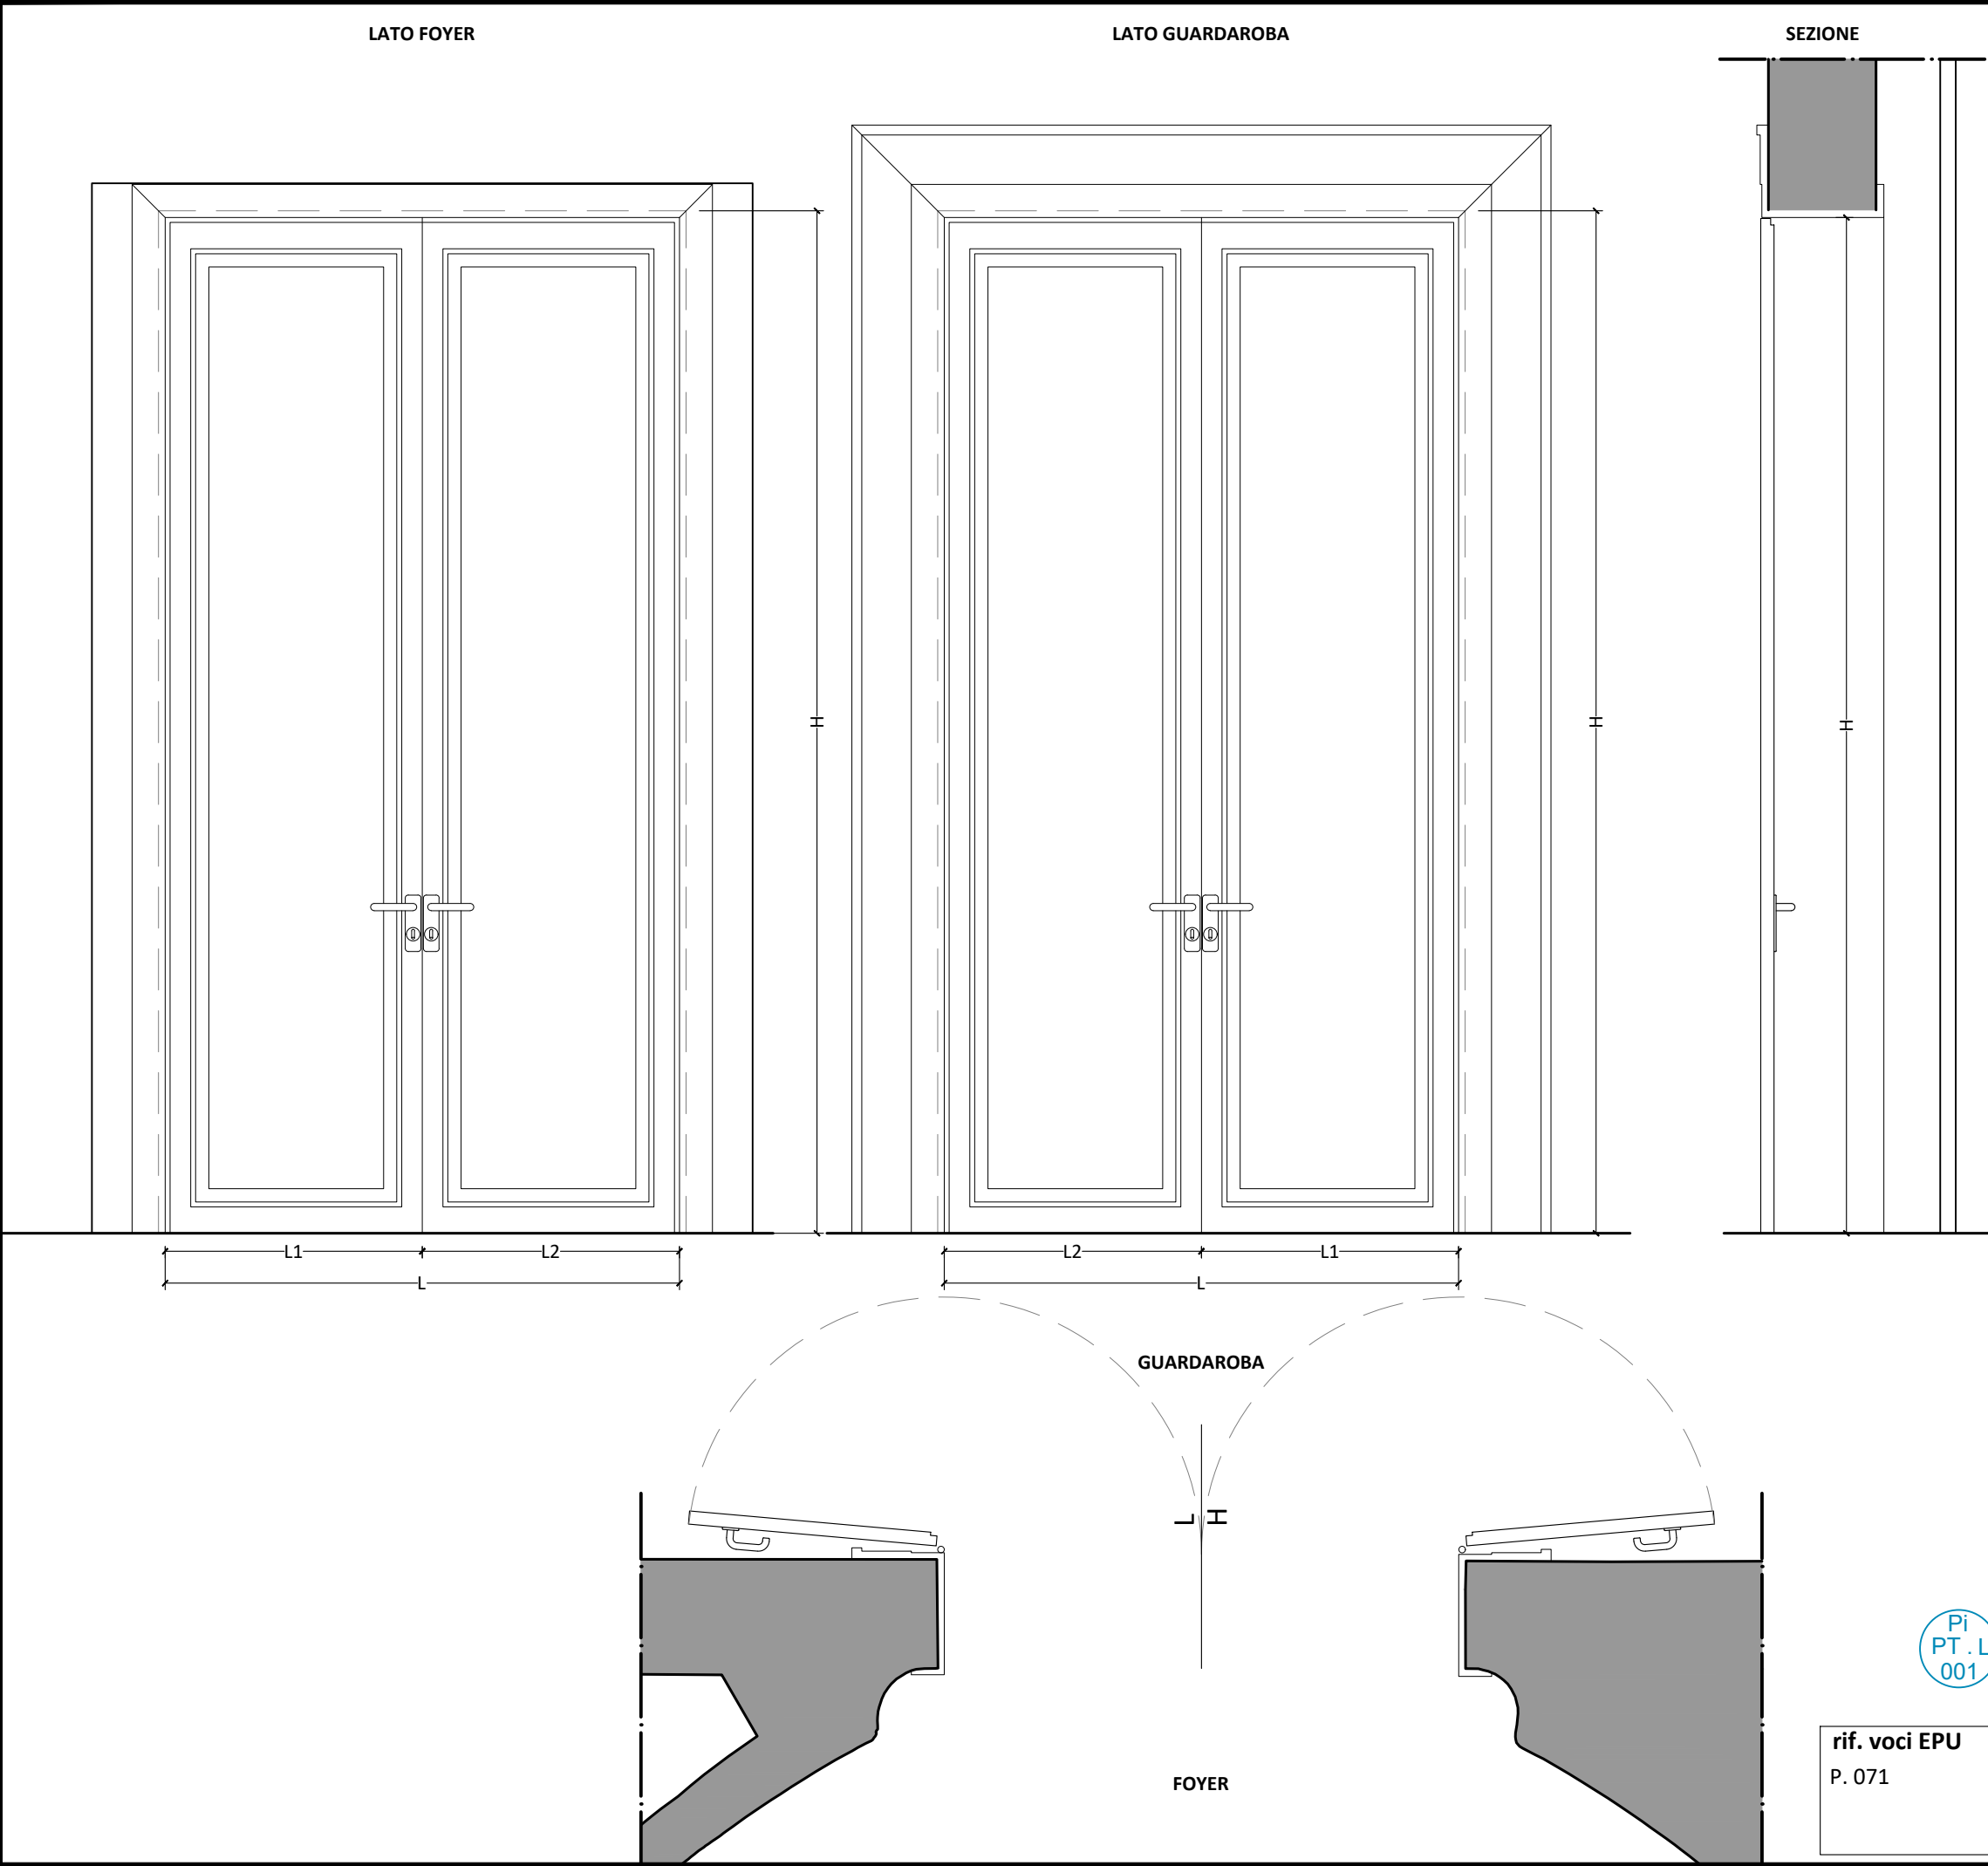 LATO FOYER
LATO GUARDAROBA
SEZIONE
H
H
H
L1
L2
L
L2
L1
L
GUARDAROBA
L
H
FOYER
Pi
PT . L
001
rif. voci EPU
P. 071